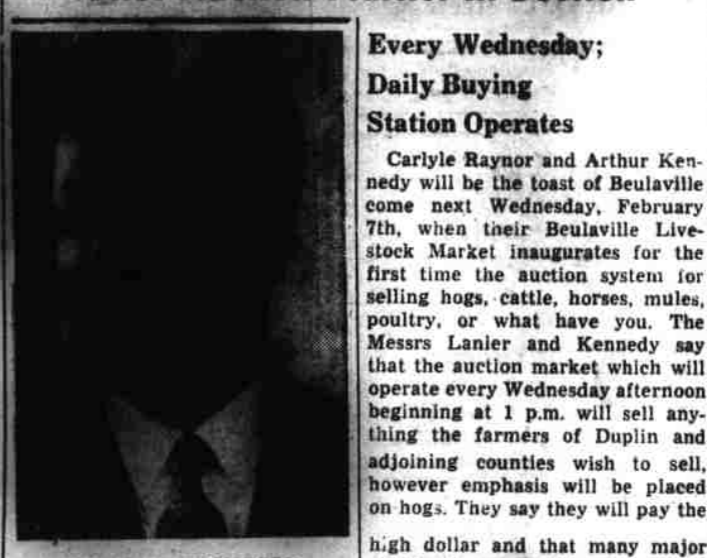 Every Wednesday;
Daily Buying
Station Operates
Carlyle Raynor and Arthur Ken-
nedy will be the toast of Beulaville
come next Wednesday, February
7th, when their Beulaville Live-
stock Market inaugurates for the
first time the auction system for
selling hogs, cattle, horses, mules,
poultry, or what have you. The
Messrs Lanier and Kennedy say
that the auction market which will
operate every Wednesday afternoon
beginning at 1 p.m. will sell any-
thing the farmers of Duplin and
adjoining counties wish to sell,
however emphasis will be placed
on hogs. They say they will pay the
high dollar and that many major